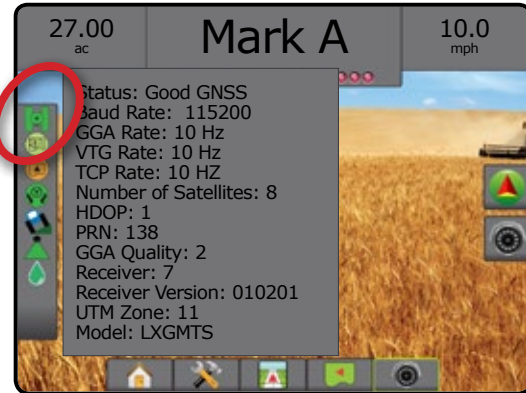 27.00
ac
Mark A
10.0
mph
Status: Good GNSS
Baud Rate: 115200
GGA Rate: 10 Hz
VTG Rate: 10 Hz
TCP Rate: 10 HZ
Number of Satellites: 8
HDOP: 1
PRN: 138
GGA Quality: 2
Receiver: 7
Receiver Version: 010201
UTM Zone: 11
Model: LXGMTS